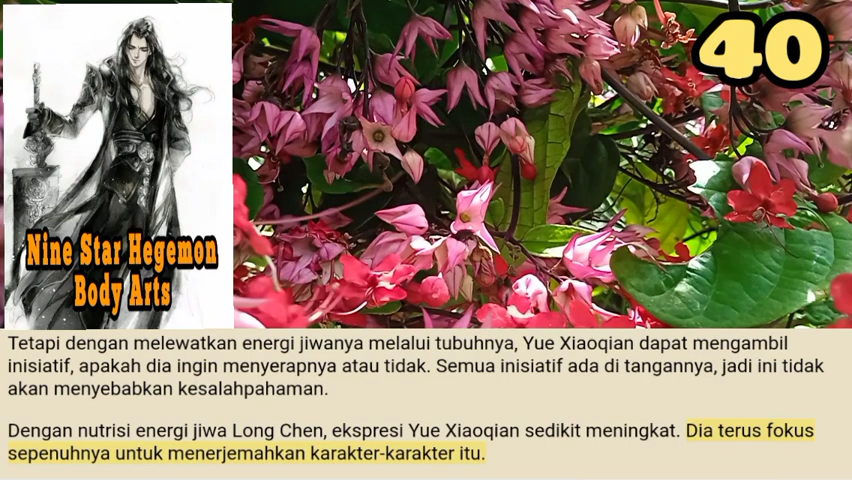 40
Nine Star Hegemon
Body Arts
Tetapi dengan melewatkan energi jiwanya melalui tubuhnya, Yue Xiaoqian dapat mengambil
inisiatif, apakah dia ingin menyerapnya atau tidak. Semua inisiatif ada di tangannya, jadi ini tidak
akan menyebabkan kesalahpahaman.
Dengan nutrisi energi jiwa Long Chen, ekspresi Yue Xiaoqian sedikit meningkat. Dia terus fokus
sepenuhnya untuk menerjemahkan karakter-karakter itu.